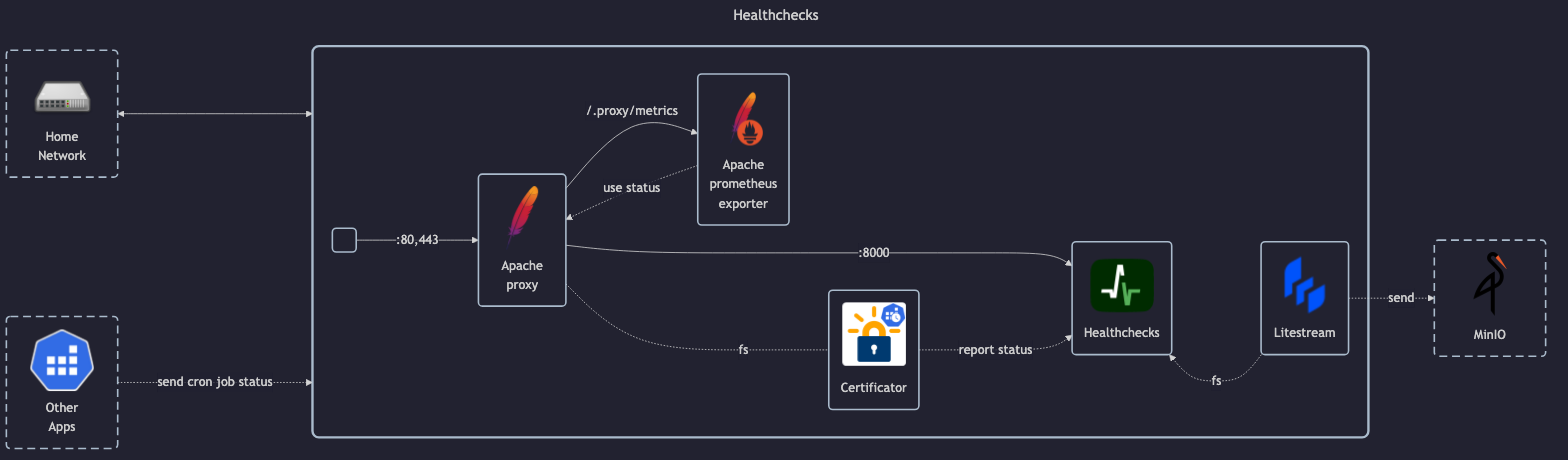 Healthchecks
Home
Network
/.proxy/metrics
Apache
prometheus
exporter
use status
:80,443
Apache
proxy
:8000
Healthchecks
Litestream
send
MinIO
fs
Certificator
report status
fs
send cron job status
Other
Apps